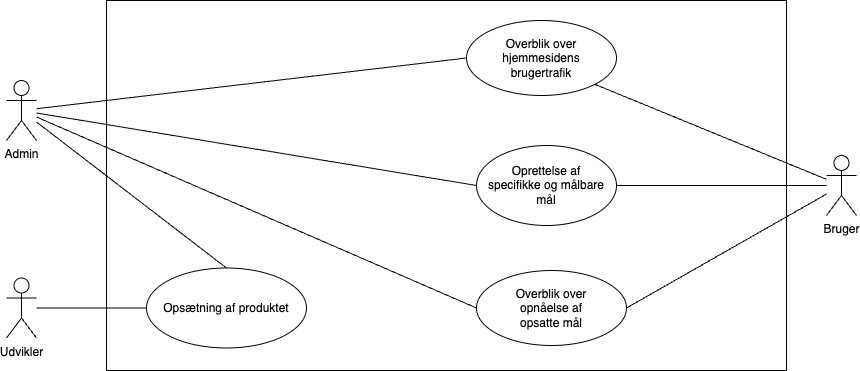 Overblik over
hjemmesidens
brugertrafik
Admin
Oprettelse af
specifikke og målbare
mål
Bruger
Opsætning af produktet
Overblik over
opnåelse af
opsatte mål
Udvikler